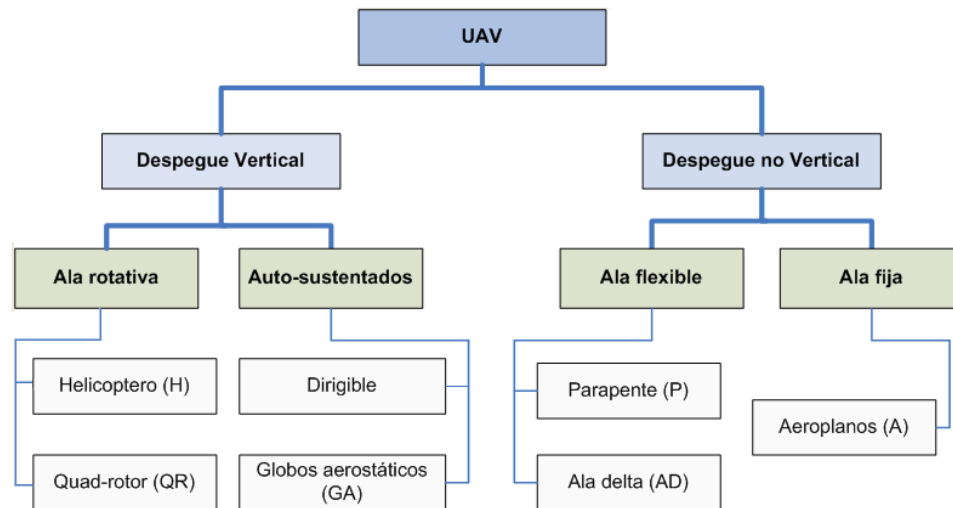 UAV
Despegue Vertical
Despegue no Vertical
Ala rotativa
Auto-sustentados
Ala flexible
Ala fija
Helicoptero (H)
Dirigible
Parapente (P)
Aeroplanos (A)
Quad-rotor (QR)
Globos aerostáticos
(GA)
Ala delta (AD)